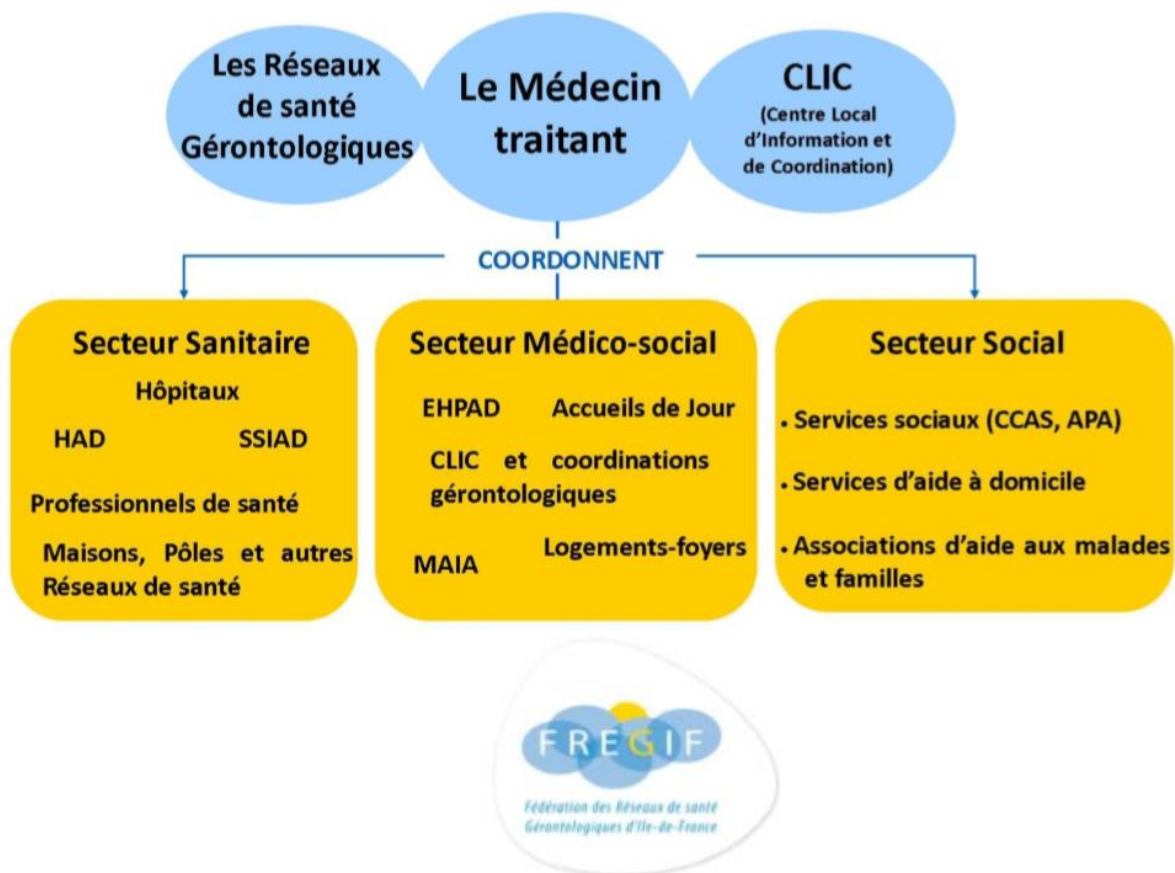 Les Réseaux
de santé
Gérontologiques
Le Médecin
traitant
CLIC
(Centre Local
d'Information et
de Coordination)
COORDONNENT
Secteur Sanitaire
Hôpitaux
HAD SSIAD
Professionnels de santé
Maisons, Pôles et autres
Réseaux de santé
Secteur Médico-social
EHPAD Accueils de Jour
CLIC et coordinations
gérontologiques
Logements-foyers
MAIA
Secteur Social
• Services sociaux (CCAS, APA)
• Services d'aide à domicile
• Associations d'aide aux malades
et familles
FREGIF
Fédération des Réseaux de santé
Gérontologiques d'Ile-de-France